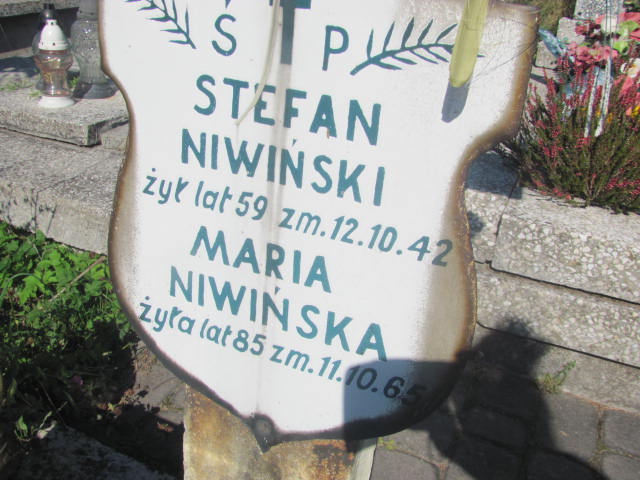 Ś P
STEFAN
NIWIŃSKI
żył lat 59 zm. 12.10.42
MARIA
NIWIŃSKA
żyła lat 85 zm. 11.10.65